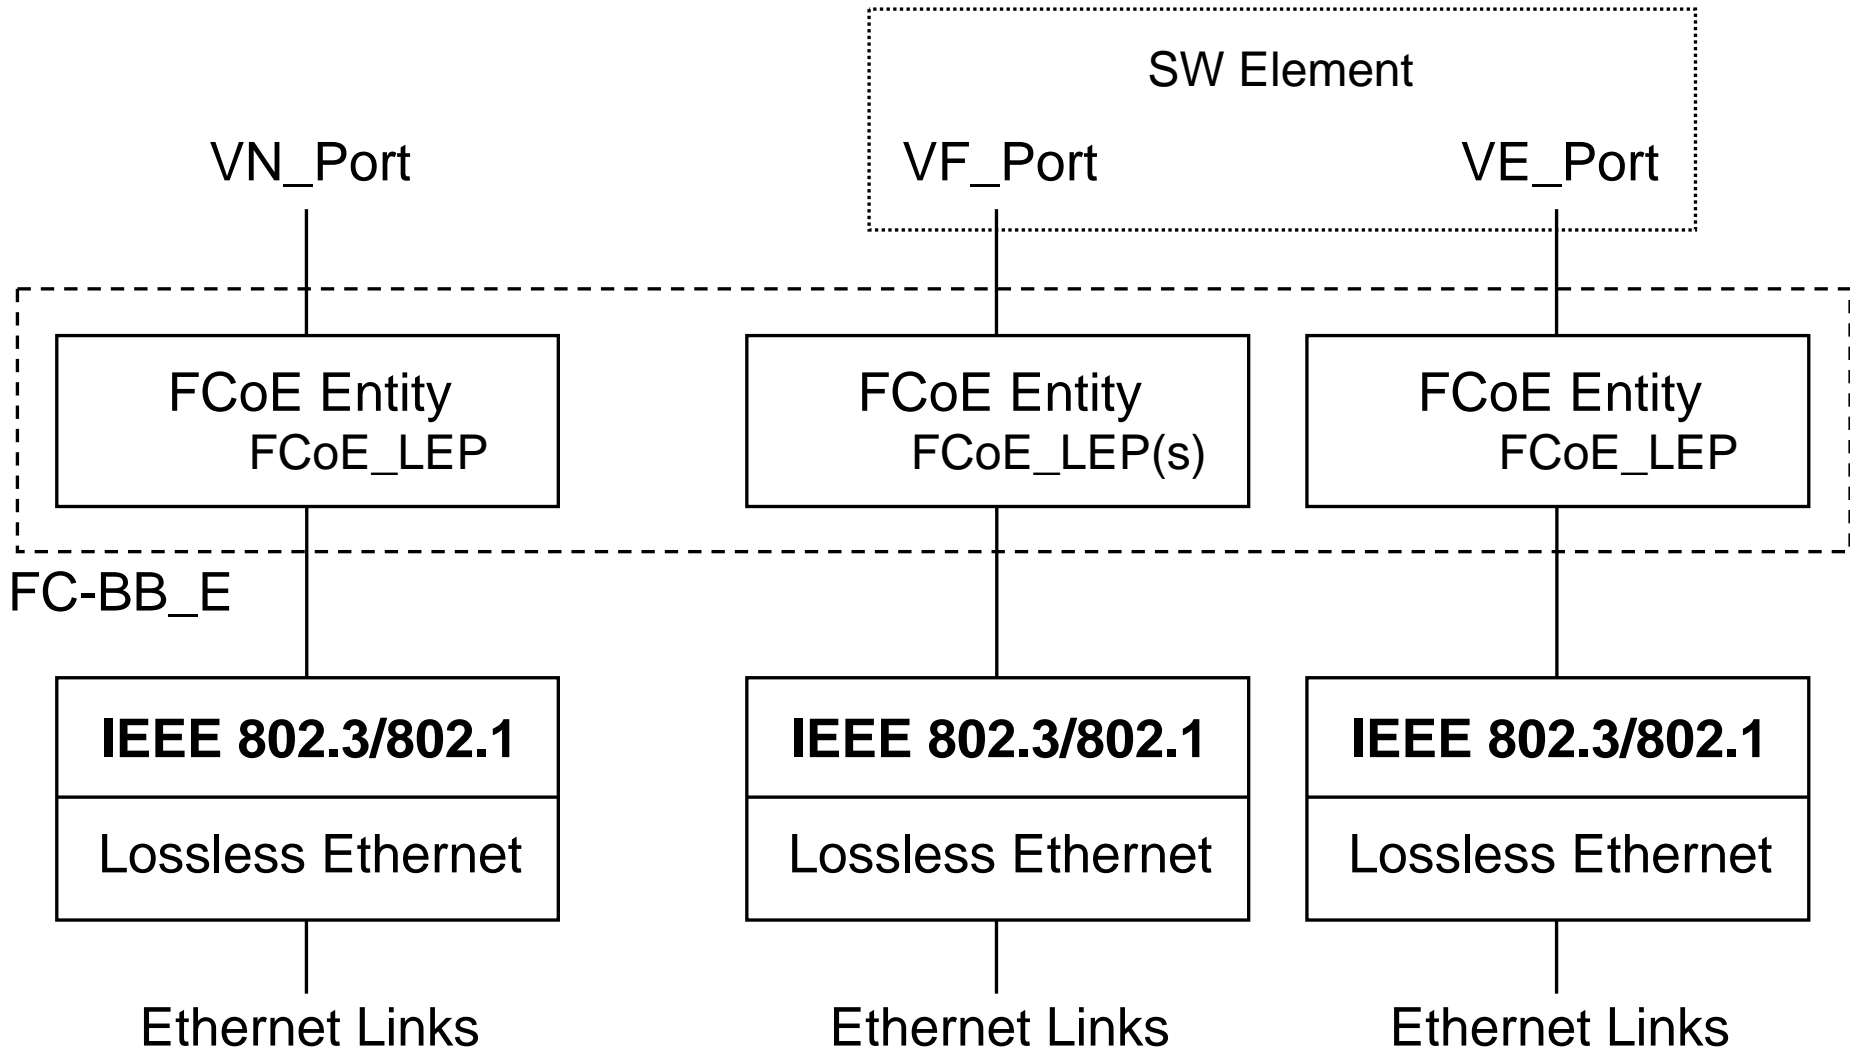 SW Element
VN_Port
VF_Port
VE_Port
FCoE Entity
FCoE_LEP
FCoE Entity
FCoE_LEP(s)
FCoE Entity
FCoE_LEP
FC-BB_E
IEEE 802.3/802.1
IEEE 802.3/802.1
IEEE 802.3/802.1
Lossless Ethernet
Lossless Ethernet
Lossless Ethernet
Ethernet Links
Ethernet Links
Ethernet Links